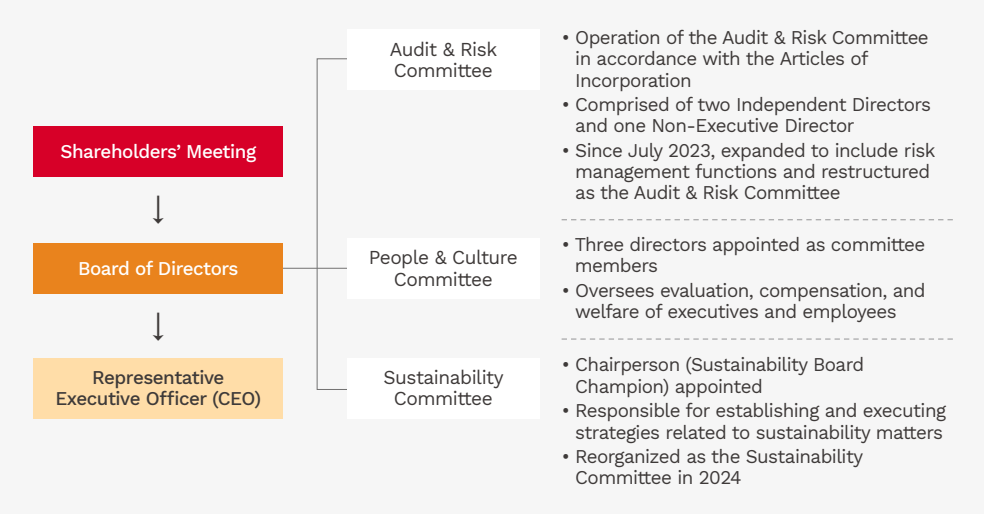 Shareholders’ Meeting
Board of Directors
Representative
Executive Officer (CEO)
Audit & Risk
Committee
• Operation of the Audit & Risk Committee
in accordance with the Articles of
Incorporation
• Comprised of two Independent Directors
and one Non-Executive Director
• Since July 2023, expanded to include risk
management functions and restructured
as the Audit & Risk Committee
People & Culture
Committee
• Three directors appointed as committee
members
• Oversees evaluation, compensation, and
welfare of executives and employees
Sustainability
Committee
• Chairperson (Sustainability Board
Champion) appointed
• Responsible for establishing and executing
strategies related to sustainability matters
• Reorganized as the Sustainability
Committee in 2024